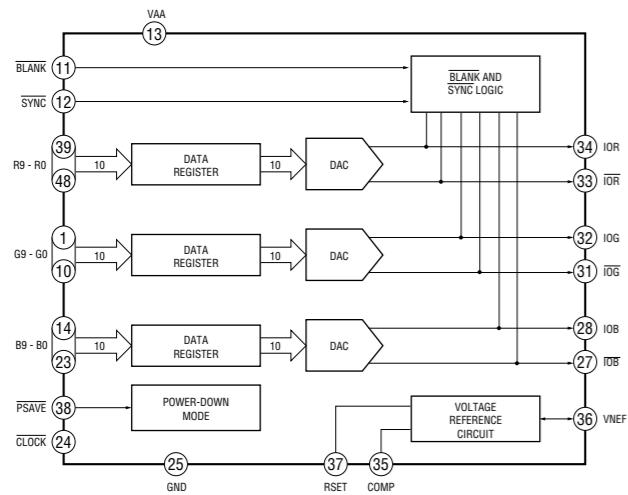 VAA
13
BLANK
11
SYNC
12
BLANK AND
SYNC LOGIC
R9 - R0
39
48
10
DATA
REGISTER
10
DAC
34
IOR
33
IOR
G9 - G0
1
10
10
DATA
REGISTER
10
DAC
32
IOG
31
IOG
B9 - B0
14
23
10
DATA
REGISTER
10
DAC
28
IOB
27
IOB
PSAVE
38
POWER-DOWN
MODE
VOLTAGE
REFERENCE
CIRCUIT
36
VNEF
CLOCK
24
25
GND
37
RSET
35
COMP